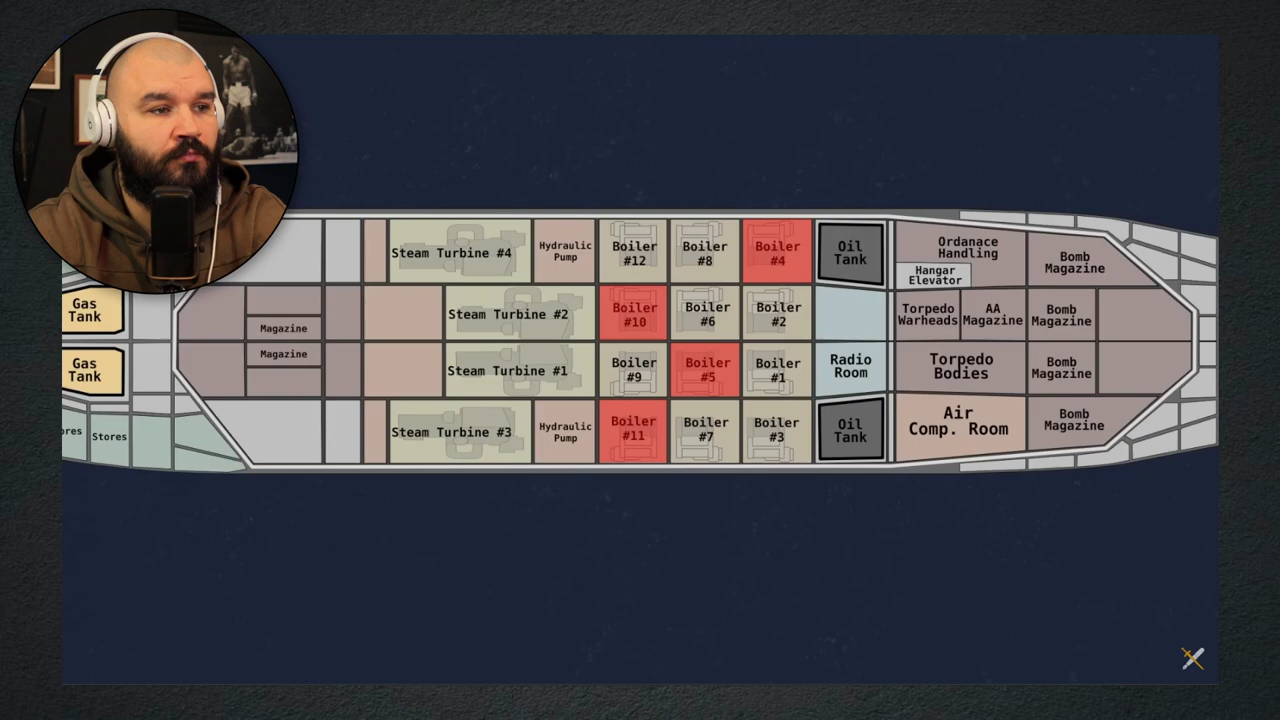 Steam Turbine #4
Hydraulic
Pump
Boiler
#12
Boiler
#8
Boiler
#4
Oil
Tank
Ordanace
Handling
Hangar
Elevator
Bomb
Magazine
Gas
Tank
Magazine
Steam Turbine #2
Boiler
#10
Boiler
#6
Boiler
#2
Torpedo
Warheads
AA
Magazine
Bomb
Magazine
Gas
Tank
Magazine
Steam Turbine #1
Boiler
#9
Boiler
#5
Boiler
#1
Radio
Room
Torpedo
Bodies
Bomb
Magazine
ores
Stores
Steam Turbine #3
Hydraulic
Pump
Boiler
#11
Boiler
#7
Boiler
#3
Oil
Tank
Air
Comp. Room
Bomb
Magazine